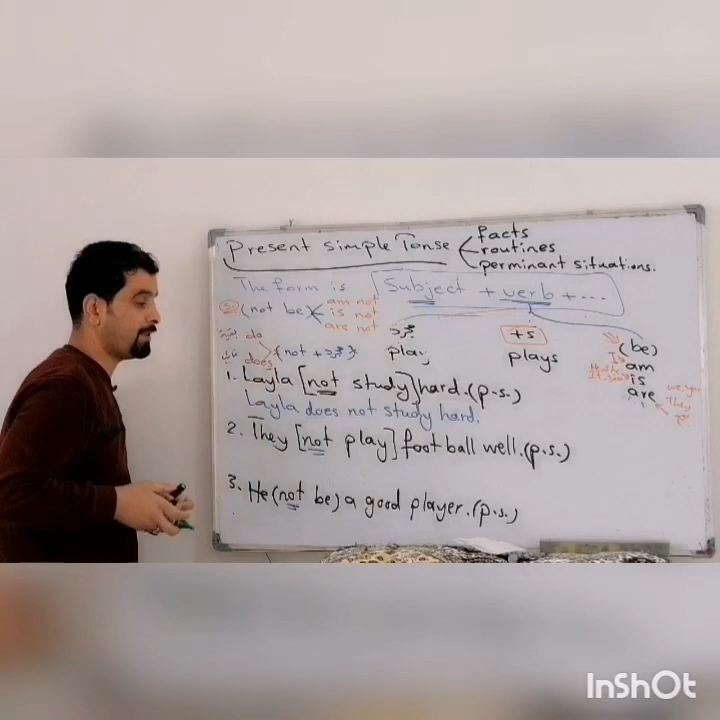 Present simple Tense
facts
routines
perminant situations.
The form is Subject + verb + ...
(not be)
am not
is not
are not
do
does
(not +
play
+s
plays
(be)
I
am
is
are
They
1. Layla [not study] hard. (p.s.)
Layla does not study hard.
2. They [not play] football well. (p.s.)
3. He (not be) a good player. (p.s.)
InShOt